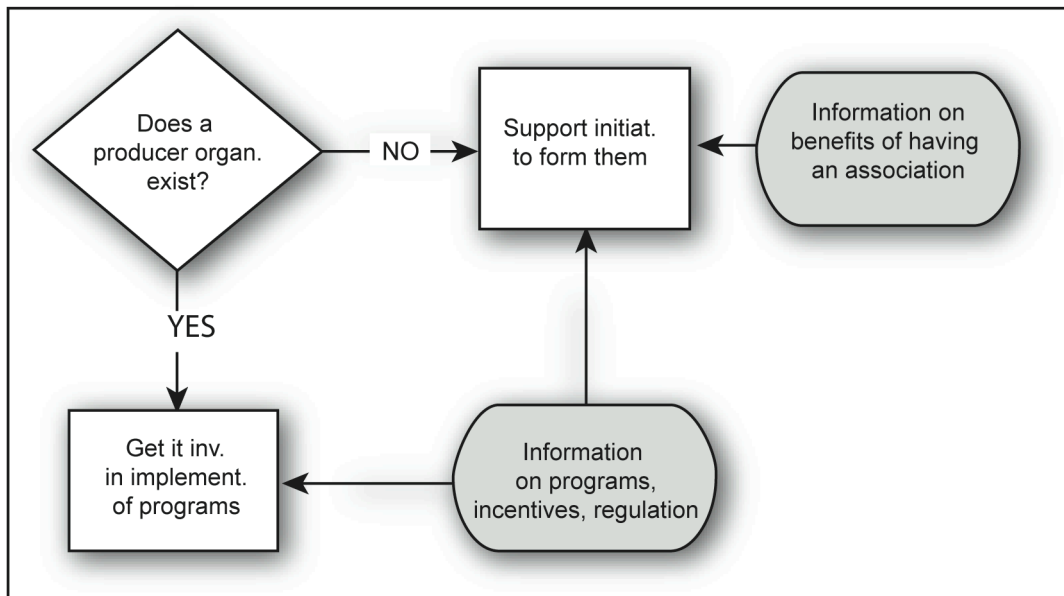 Does a
producer organ.
exist?
NO
Support initiat.
to form them
Information on
benefits of having
an association
YES
Get it inv.
in implement.
of programs
Information
on programs,
incentives, regulation